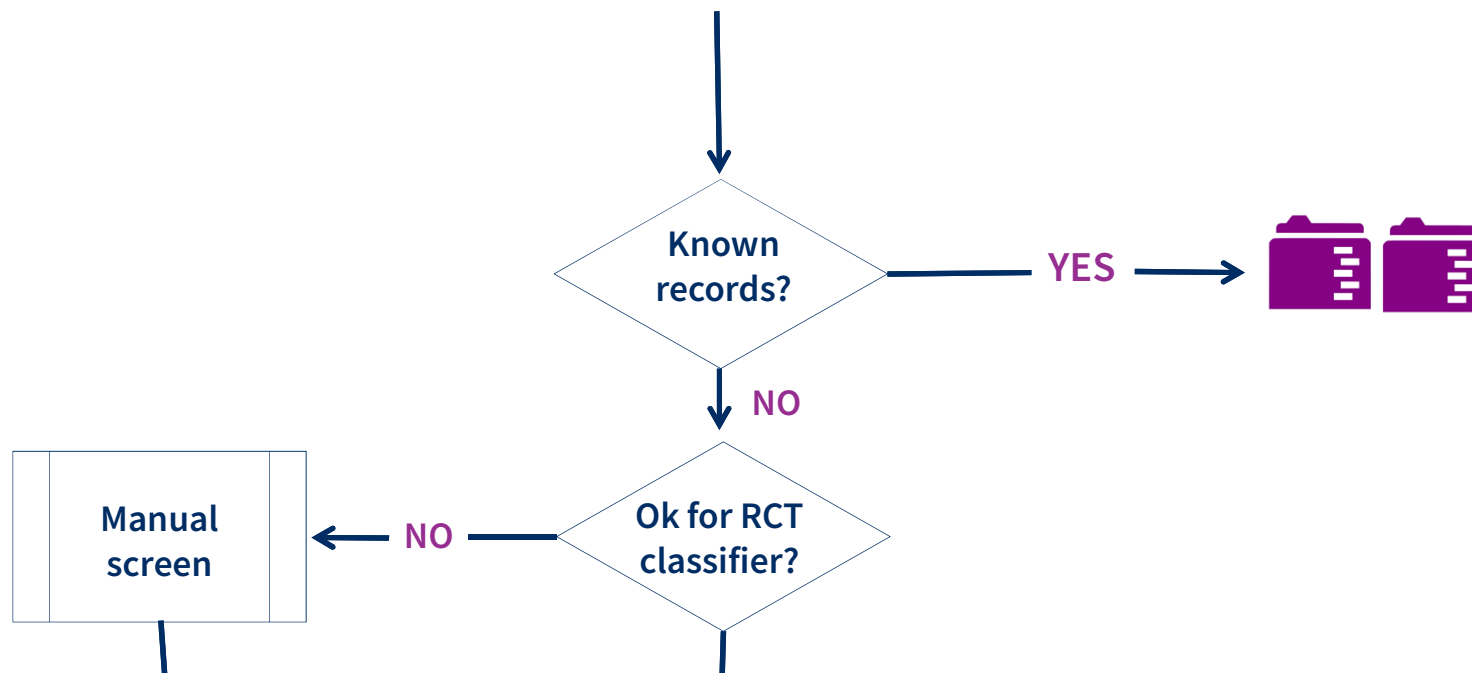 Known
records?
YES
NO
Manual
screen
NO
Ok for RCT
classifier?